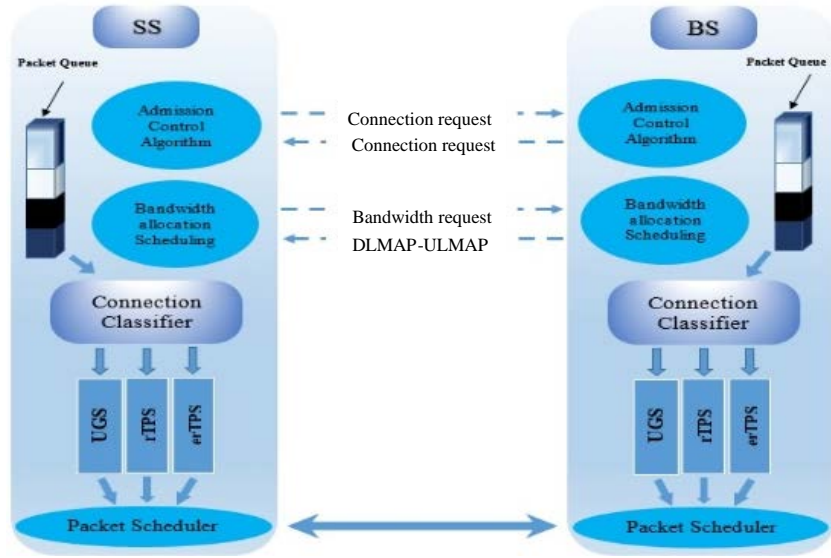 SS
Packet Queue
Admission
Control
Algorithm
Bandwidth
allocation
Scheduling
Connection
Classifier
UGS
rTPS
erTPS
Packet Scheduler
Connection request
Connection request
Bandwidth request
DLMAP-ULMAP
BS
Packet Queue
Admission
Control
Algorithm
Bandwidth
allocation
Scheduling
Connection
Classifier
UGS
rTPS
erTPS
Packet Scheduler